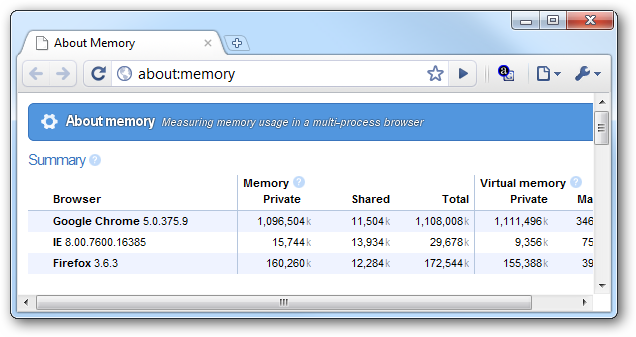 About Memory
about:memory
About memory Measuring memory usage in a multi-process browser
Summary
Memory Virtual memory
Browser Private Shared Total Private Ma
Google Chrome 5.0.375.9 1,096,504k 11,504k 1,108,008k 1,111,496k 346
IE 8.00.7600.16385 15,744k 13,934k 29,678k 9,356k 75
Firefox 3.6.3 160,260k 12,284k 172,544k 155,388k 39